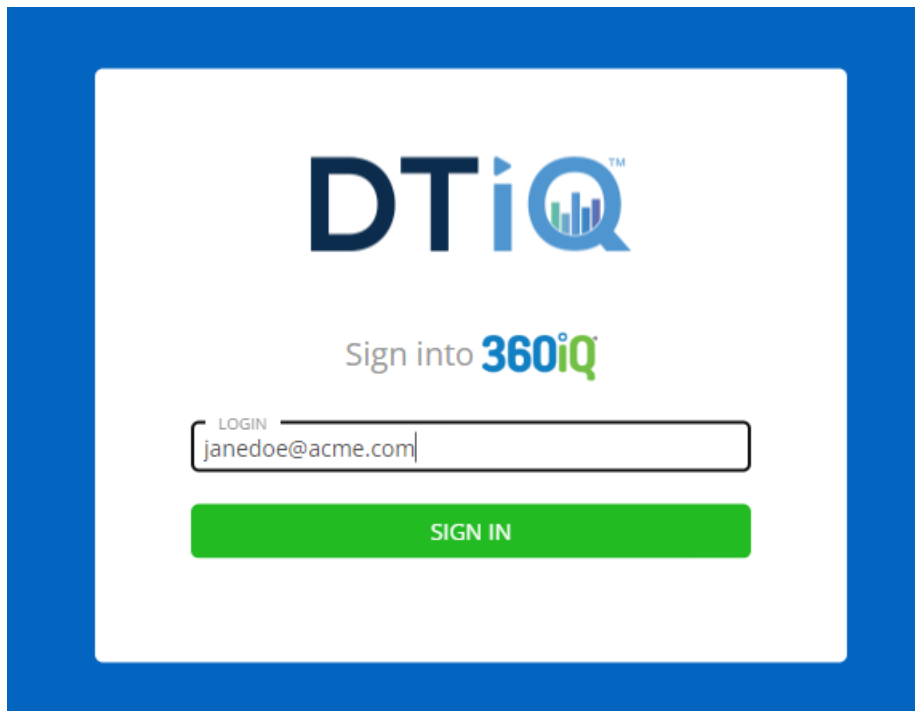 DTiQ™
Sign into 360iQ
LOGIN
janedoe@acme.com
SIGN IN